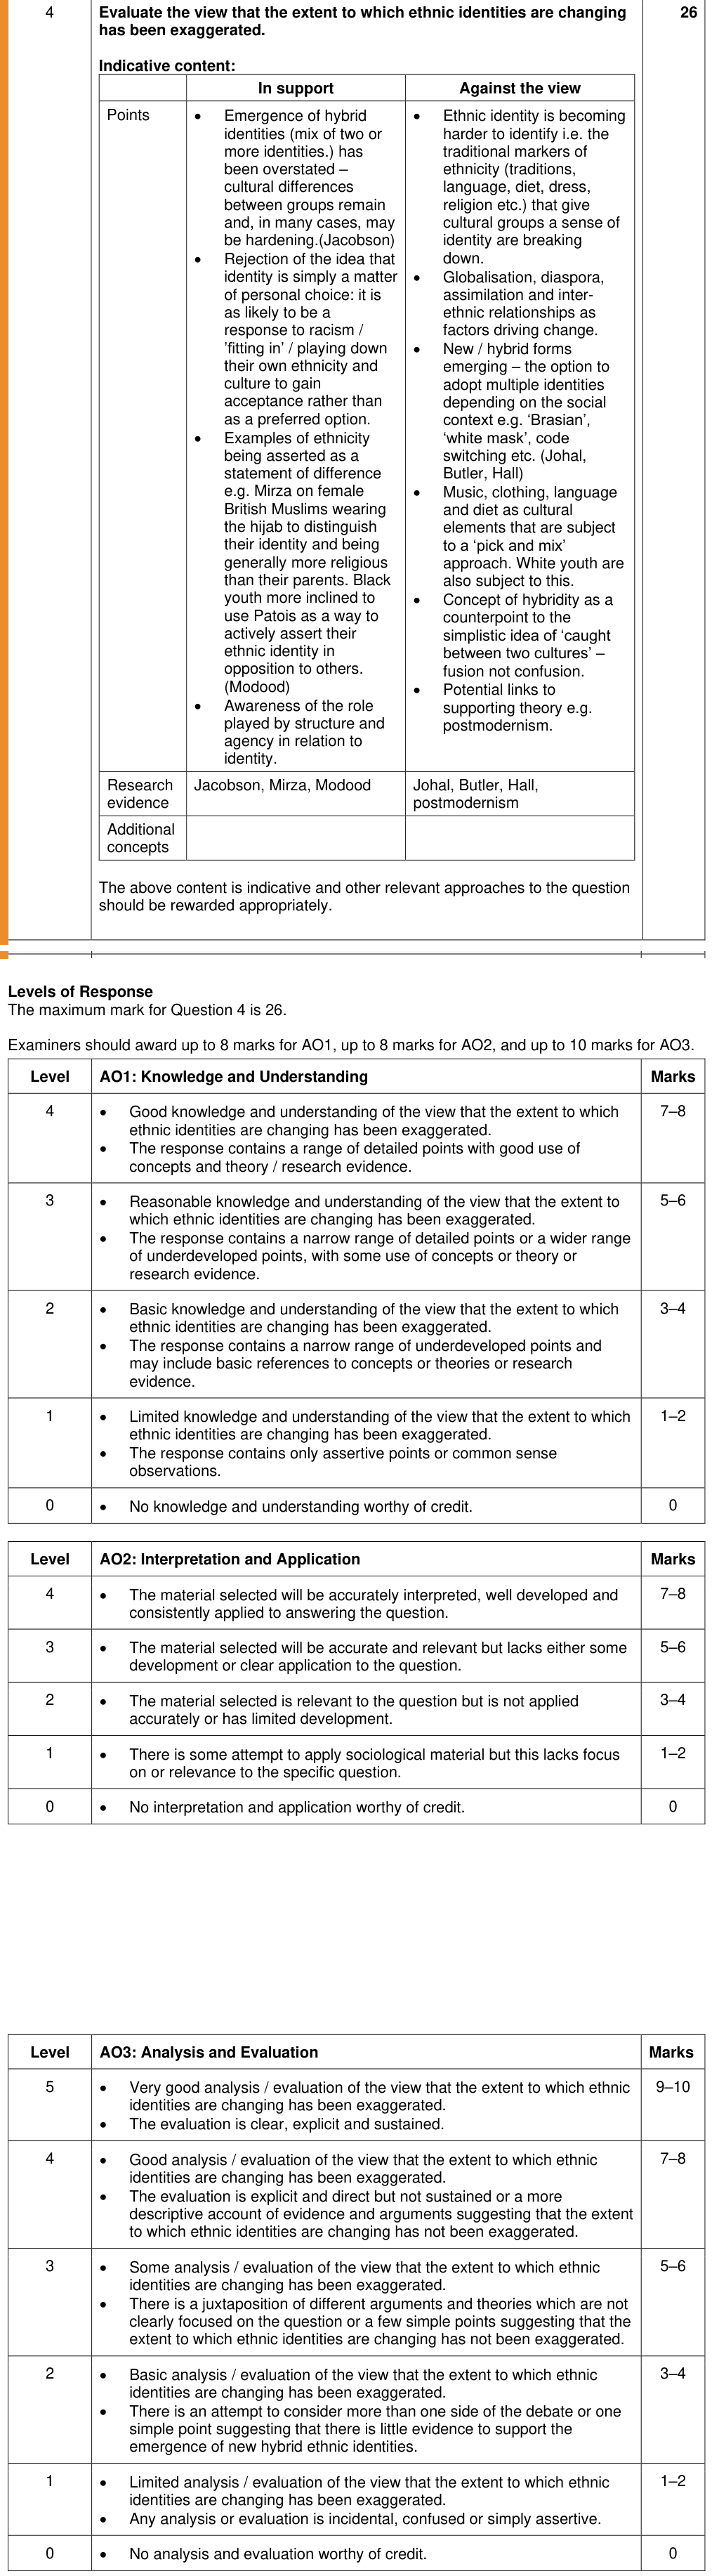 4
Evaluate the view that the extent to which ethnic identities are changing
has been exaggerated.
26
Indicative content:
In support
Against the view
Points
• Emergence of hybrid
identities (mix of two or
more identities.) has
been overstated –
cultural differences
between groups remain
and, in many cases, may
be hardening.(Jacobson)
• Rejection of the idea that
identity is simply a matter
of personal choice: it is
as likely to be a
response to racism /
’fitting in’ / playing down
their own ethnicity and
culture to gain
acceptance rather than
as a preferred option.
• Examples of ethnicity
being asserted as a
statement of difference
e.g. Mirza on female
British Muslims wearing
the hijab to distinguish
their identity and being
generally more religious
than their parents. Black
youth more inclined to
use Patois as a way to
actively assert their
ethnic identity in
opposition to others.
(Modood)
• Awareness of the role
played by structure and
agency in relation to
identity.
• Ethnic identity is becoming
harder to identify i.e. the
traditional markers of
ethnicity (traditions,
language, diet, dress,
religion etc.) that give
cultural groups a sense of
identity are breaking
down.
• Globalisation, diaspora,
assimilation and inter-
ethnic relationships as
factors driving change.
• New / hybrid forms
emerging – the option to
adopt multiple identities
depending on the social
context e.g. ‘Brasian’,
‘white mask’, code
switching etc. (Johal,
Butler, Hall)
• Music, clothing, language
and diet as cultural
elements that are subject
to a ‘pick and mix’
approach. White youth are
also subject to this.
• Concept of hybridity as a
counterpoint to the
simplistic idea of ‘caught
between two cultures’ –
fusion not confusion.
• Potential links to
supporting theory e.g.
postmodernism.
Research
evidence
Jacobson, Mirza, Modood
Johal, Butler, Hall,
postmodernism
Additional
concepts
The above content is indicative and other relevant approaches to the question
should be rewarded appropriately.
Levels of Response
The maximum mark for Question 4 is 26.
Examiners should award up to 8 marks for AO1, up to 8 marks for AO2, and up to 10 marks for AO3.
Level AO1: Knowledge and Understanding Marks
4 • Good knowledge and understanding of the view that the extent to which 7–8
ethnic identities are changing has been exaggerated.
• The response contains a range of detailed points with good use of
concepts and theory / research evidence.
3 • Reasonable knowledge and understanding of the view that the extent to 5–6
which ethnic identities are changing has been exaggerated.
• The response contains a narrow range of detailed points or a wider range
of underdeveloped points, with some use of concepts or theory or
research evidence.
2 • Basic knowledge and understanding of the view that the extent to which 3–4
ethnic identities are changing has been exaggerated.
• The response contains a narrow range of underdeveloped points and
may include basic references to concepts or theories or research
evidence.
1 • Limited knowledge and understanding of the view that the extent to which 1–2
ethnic identities are changing has been exaggerated.
• The response contains only assertive points or common sense
observations.
0 • No knowledge and understanding worthy of credit. 0
Level AO2: Interpretation and Application Marks
4 • The material selected will be accurately interpreted, well developed and 7–8
consistently applied to answering the question.
3 • The material selected will be accurate and relevant but lacks either some 5–6
development or clear application to the question.
2 • The material selected is relevant to the question but is not applied 3–4
accurately or has limited development.
1 • There is some attempt to apply sociological material but this lacks focus 1–2
on or relevance to the specific question.
0 • No interpretation and application worthy of credit. 0
Level AO3: Analysis and Evaluation Marks
5 • Very good analysis / evaluation of the view that the extent to which ethnic 9–10
identities are changing has been exaggerated.
• The evaluation is clear, explicit and sustained.
4 • Good analysis / evaluation of the view that the extent to which ethnic 7–8
identities are changing has been exaggerated.
• The evaluation is explicit and direct but not sustained or a more
descriptive account of evidence and arguments suggesting that the extent
to which ethnic identities are changing has not been exaggerated.
3 • Some analysis / evaluation of the view that the extent to which ethnic 5–6
identities are changing has been exaggerated.
• There is a juxtaposition of different arguments and theories which are not
clearly focused on the question or a few simple points suggesting that the
extent to which ethnic identities are changing has not been exaggerated.
2 • Basic analysis / evaluation of the view that the extent to which ethnic 3–4
identities are changing has been exaggerated.
• There is an attempt to consider more than one side of the debate or one
simple point suggesting that there is little evidence to support the
emergence of new hybrid ethnic identities.
1 • Limited analysis / evaluation of the view that the extent to which ethnic 1–2
identities are changing has been exaggerated.
• Any analysis or evaluation is incidental, confused or simply assertive.
0 • No analysis and evaluation worthy of credit. 0